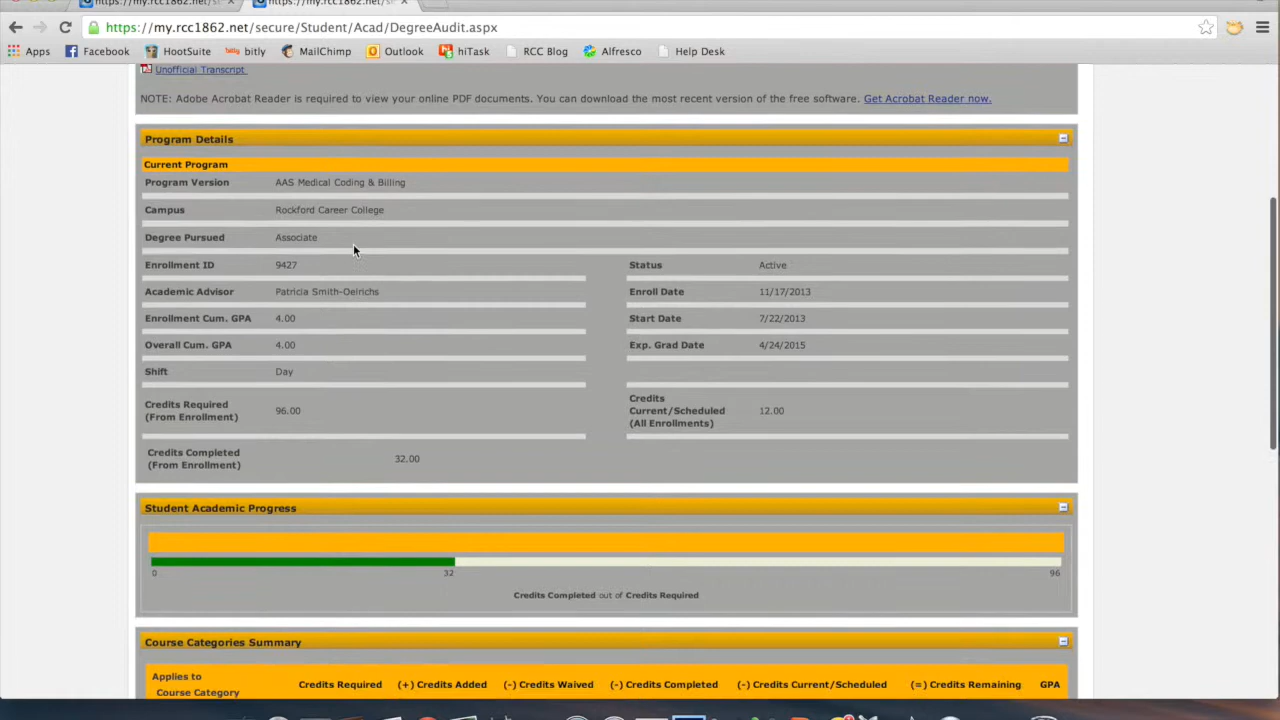 https://my.rcc1862.net/secure/Student/Acad/DegreeAudit.aspx
Apps Facebook HootSuite bitly bitly MailChimp Outlook hiTask RCC Blog Alfresco Help Desk
Unofficial Transcript
NOTE: Adobe Acrobat Reader is required to view your online PDF documents. You can download the most recent version of the free software. Get Acrobat Reader now.
Program Details
Current Program
Program Version AAS Medical Coding & Billing
Campus Rockford Career College
Degree Pursued Associate
Enrollment ID 9427 Status Active
Academic Advisor Patricia Smith-Oelrichs Enroll Date 11/17/2013
Enrollment Cum. GPA 4.00 Start Date 7/22/2013
Overall Cum. GPA 4.00 Exp. Grad Date 4/24/2015
Shift Day
Credits Required
(From Enrollment) 96.00
Credits
Current/Scheduled 12.00
(All Enrollments)
Credits Completed
(From Enrollment) 32.00
Student Academic Progress
0 32 96
Credits Completed out of Credits Required
Course Categories Summary
Applies to
Course Category
Credits Required (+) Credits Added (-) Credits Waived (-) Credits Completed (-) Credits Current/Scheduled (=) Credits Remaining GPA